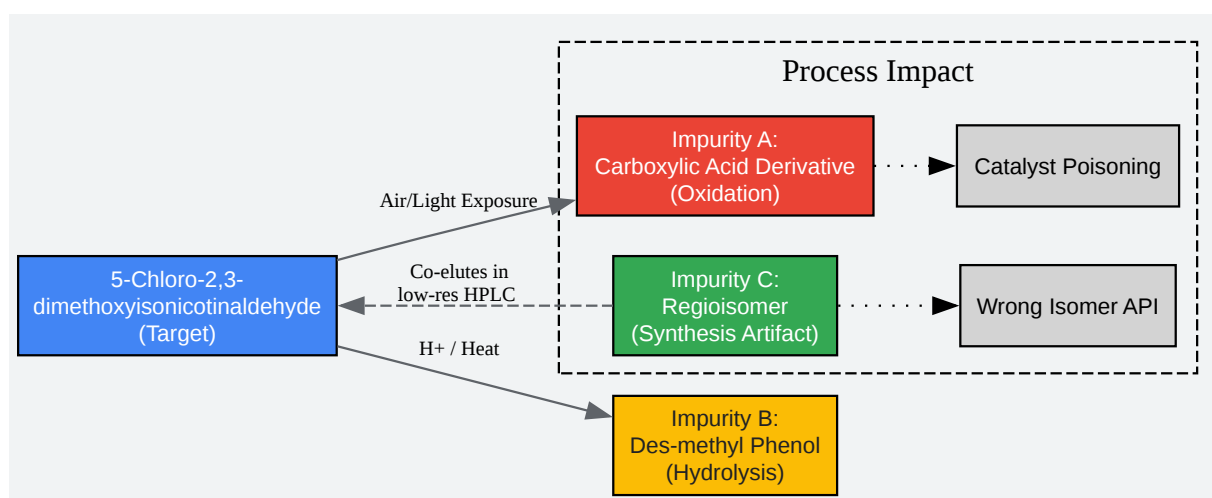 Process Impact
Impurity A:
Carboxylic Acid Derivative
(Oxidation)
Catalyst Poisoning
Air/Light Exposure
5-Chloro-2,3-
dimethoxyisonicotinaldehyde
(Target)
Co-elutes in
low-res HPLC
Impurity C:
Regioisomer
(Synthesis Artifact)
Wrong Isomer API
H+ / Heat
Impurity B:
Des-methyl Phenol
(Hydrolysis)